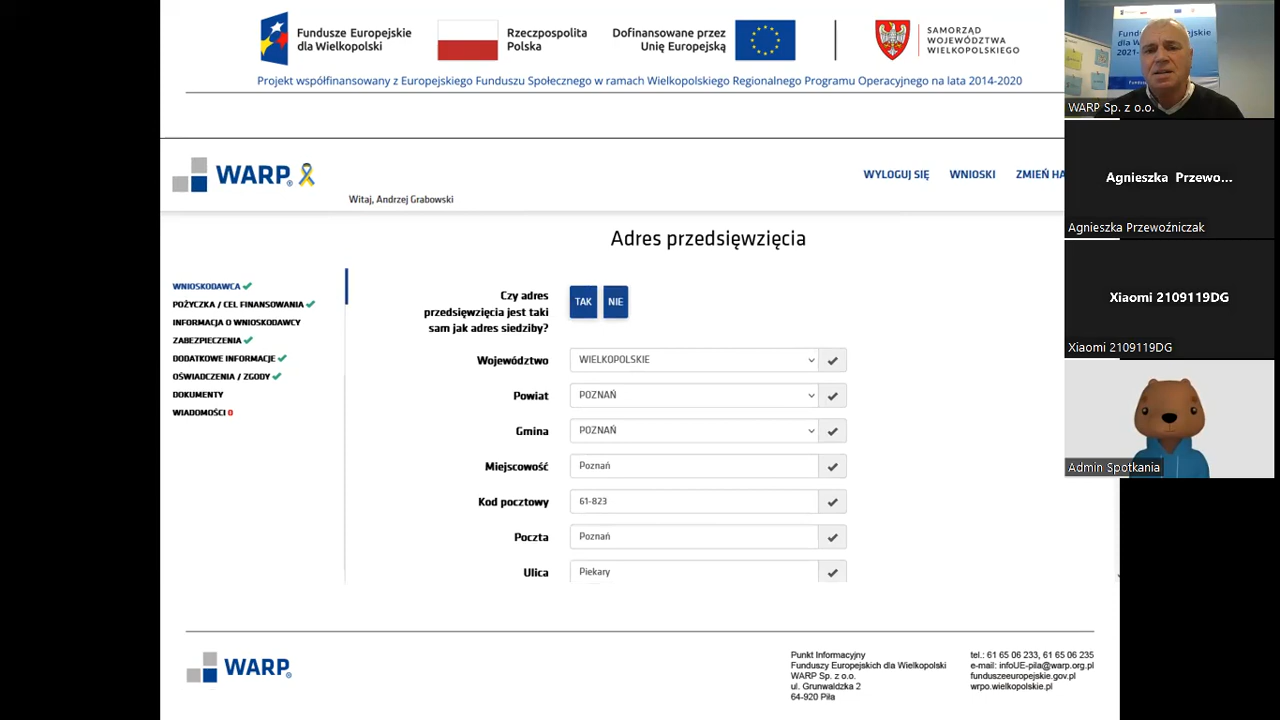 Fundusze Europejskie
dla Wielkopolski
Rzeczpospolita
Polska
Dofinansowane przez
Unię Europejską
SAMORZĄD
WOJEWÓDZTWA
WIELKOPOLSKIEGO
Projekt współfinansowany z Europejskiego Funduszu Społecznego w ramach Wielkopolskiego Regionalnego Programu Operacyjnego na lata 2014-2020
WARP
Witaj, Andrzej Grabowski
WYLOGUJ SIĘ
WNIOSKI
ZMIEŃ HA
Adres przedsięwzięcia
WNIOSKODAWCA
POŻYCZKA / CEL FINANSOWANIA
INFORMACJA O WNIOSKODAWCY
ZABEZPIECZENIA
DODATKOWE INFORMACJE
OŚWIADCZENIA / ZGODY
DOKUMENTY
WIADOMOŚCI 0
Czy adres
przedsięwzięcia jest taki
sam jak adres siedziby?
TAK NIE
Województwo WIELKOPOLSKIE
Powiat POZNAŃ
Gmina POZNAŃ
Miejscowość Poznań
Kod pocztowy 61-823
Poczta Poznań
Ulica Piekary
WARP
Punkt Informacyjny
Funduszy Europejskich dla Wielkopolski
WARP Sp. z o.o.
ul. Grunwaldzka 2
64-920 Piła
tel.: 61 65 06 233, 61 65 06 235
e-mail: infoUE-pila@warp.org.pl
funduszeeuropejskie.gov.pl
wrpo.wielkopolskie.pl
WARP Sp. z o.o.
Agnieszka Przewo...
Agnieszka Przewoźniczak
Xiaomi 2109119DG
Xiaomi 2109119DG
Admin Spotkania